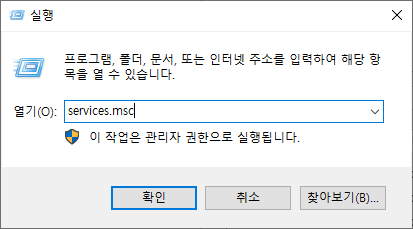 실행
프로그램, 폴더, 문서, 또는 인터넷 주소를 입력하여 해당 항
목을 열 수 있습니다.
열기(O): services.msc
이 작업은 관리자 권한으로 실행됩니다.
확인 취소 찾아보기(B)...